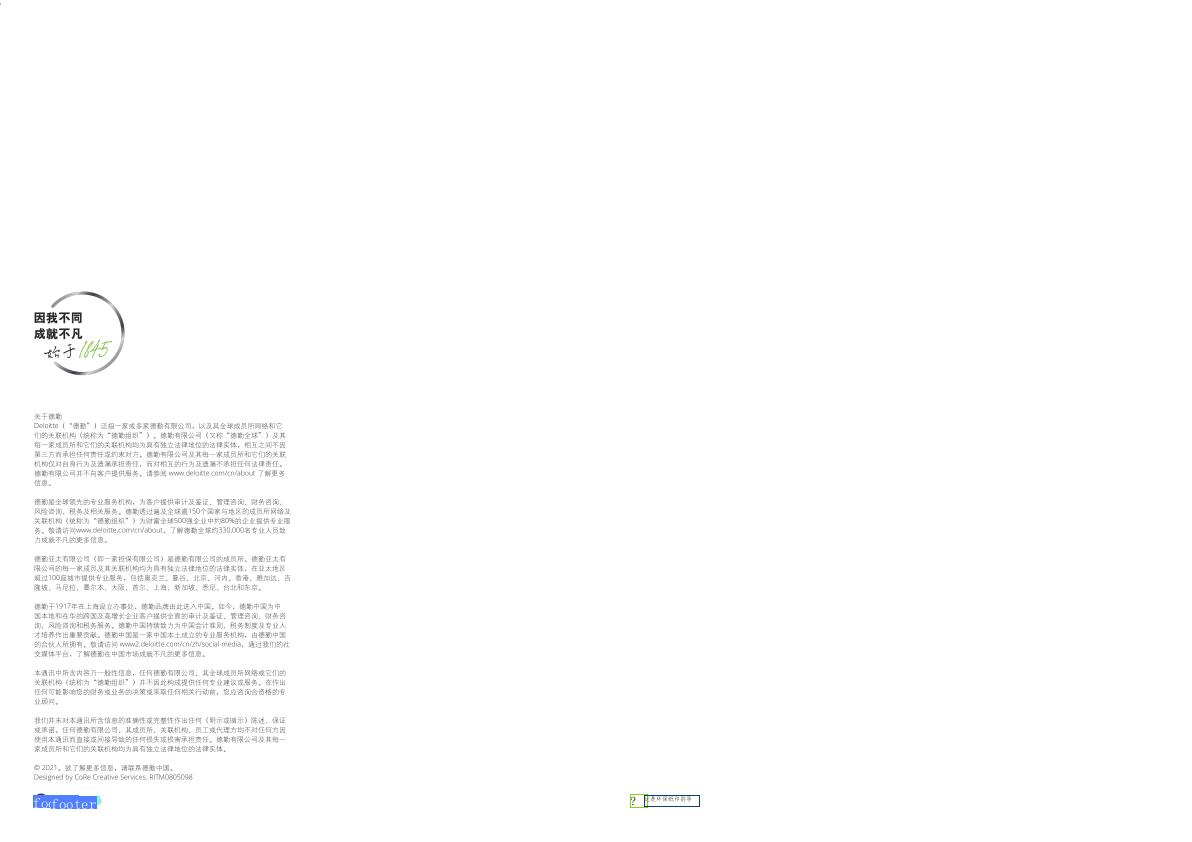 因我不同
成就不凡
始于1845
关于德勤
Deloitte（“德勤”）泛指一家或多家德勤有限公司，以及其全球成员所网络和它
们的关联机构（统称为“德勤组织”）。德勤有限公司（又称“德勤全球”）及其
每一家成员所和它们的关联机构均为具有独立法律地位的法律实体，相互之间不因
第三方而承担任何责任或约束对方。德勤有限公司及其每一家成员所和它们的关联
机构仅对自身行为及遗漏承担责任，而对相互的行为及遗漏不承担任何法律责任。
德勤有限公司并不向客户提供服务。请参阅 www.deloitte.com/cn/about 了解更多
信息。
德勤是全球领先的专业服务机构，为客户提供审计及鉴证、管理咨询、财务咨询、
风险咨询、税务及相关服务。德勤透过遍及全球逾150个国家与地区的成员所网络及
关联机构（统称为“德勤组织”）为财富全球500强企业中约80%的企业提供专业服
务。敬请访问www.deloitte.com/cn/about，了解德勤全球约330,000名专业人员致
力成就不凡的更多信息。
德勤亚太有限公司（即一家担保有限公司）是德勤有限公司的成员所。德勤亚太有
限公司的每一家成员及其关联机构均为具有独立法律地位的法律实体，在亚太地区
超过100座城市提供专业服务，包括奥克兰、曼谷、北京、河内、香港、雅加达、吉
隆坡、马尼拉、墨尔本、大阪、首尔、上海、新加坡、悉尼、台北和东京。
德勤于1917年在上海设立办事处，德勤品牌由此进入中国。如今，德勤中国为中
国本地和在华的跨国及高增长企业客户提供全面的审计及鉴证、管理咨询、财务咨
询、风险咨询和税务服务。德勤中国持续致力为中国会计准则、税务制度及专业人
才培养作出重要贡献。德勤中国是一家中国本土成立的专业服务机构，由德勤中国
的合伙人所拥有。敬请访问 www2.deloitte.com/cn/zh/social-media，通过我们的社
交媒体平台，了解德勤在中国市场成就不凡的更多信息。
本通讯中所含内容乃一般性信息，任何德勤有限公司、其全球成员所网络或它们的
关联机构（统称为“德勤组织”）并不因此构成提供任何专业建议或服务。在作出
任何可能影响您的财务或业务的决策或采取任何相关行动前，您应咨询合资格的专
业顾问。
我们并未对本通讯所含信息的准确性或完整性作出任何（明示或暗示）陈述、保证
或承诺。任何德勤有限公司、其成员所、关联机构、员工或代理方均不对任何方因
使用本通讯而直接或间接导致的任何损失或损害承担责任。德勤有限公司及其每一
家成员所和它们的关联机构均为具有独立法律地位的法律实体。
© 2021。欲了解更多信息，请联系德勤中国。
Designed by CoRe Creative Services. RITM0805098
fofooter
? 这是环保纸印刷导